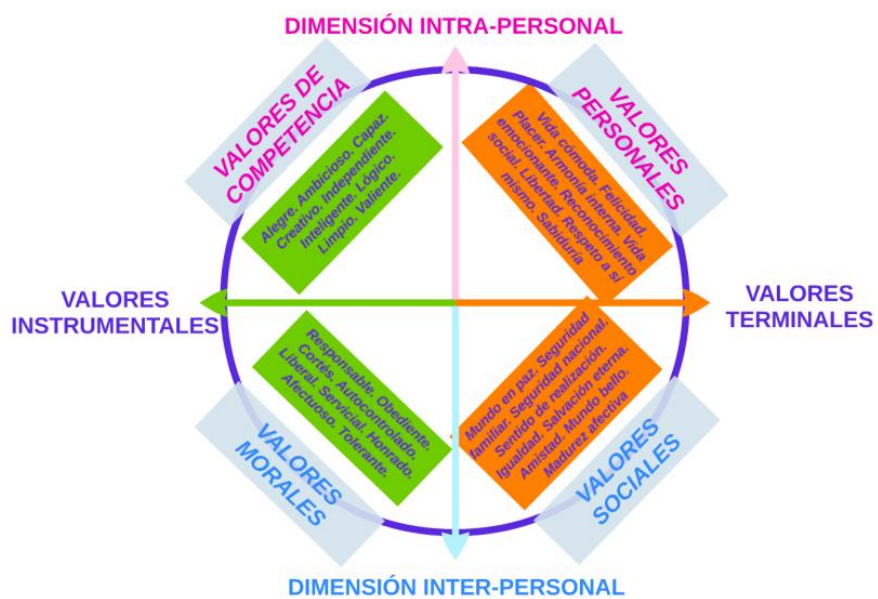 DIMENSIÓN INTRA-PERSONAL
VALORES DE
COMPETENCIA
Alegre. Ambicioso. Capaz.
Creativo. Independiente.
Inteligente. Lógico.
Limpio. Valiente.
VALORES
PERSONALES
Vida cómoda. Felicidad.
Placer. Armonía interna. Vida
emocionante. Reconocimiento
social. Libertad. Respeto a sí
mismo. Sabiduría
VALORES
INSTRUMENTALES
VALORES
TERMINALES
Responsable. Obediente.
Cortés. Autocontrolado.
Liberal. Servicial. Honrado.
Afectuoso. Tolerante.
VALORES
MORALES
Mundo en paz. Seguridad
familiar. Seguridad nacional.
Sentido de realización.
Igualdad. Salvación eterna.
Amistad. Mundo bello.
Madurez afectiva
VALORES
SOCIALES
DIMENSIÓN INTER-PERSONAL